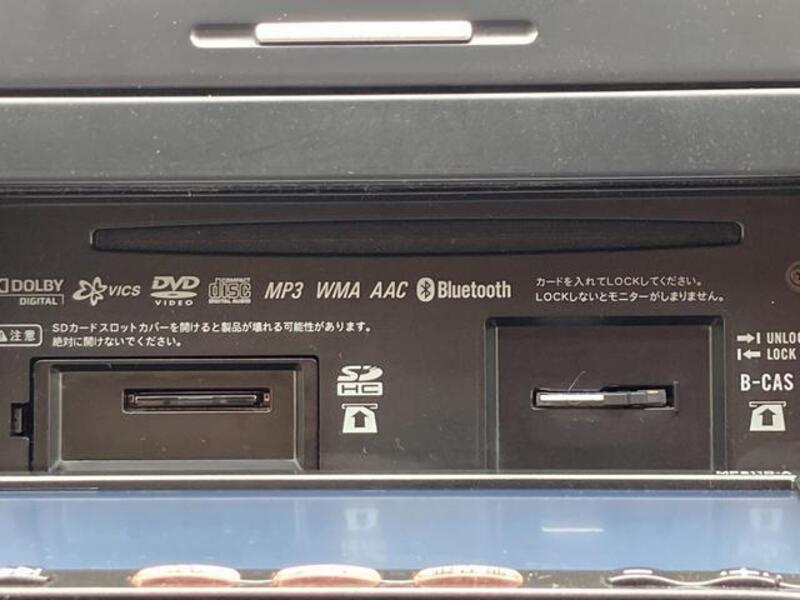 DOLBY
DIGITAL
VICS
DVD
VIDEO
COMPACT
disc
DIGITAL AUDIO
MP3 WMA AAC Bluetooth
カードを入れてLOCKしてください。
LOCKしないとモニターがしまりません。
注意
SDカードスロットカバーを開けると製品が壊れる可能性があります。
絶対に開けないでください。
SD
HC
UNLOC
LOCK
B-CAS